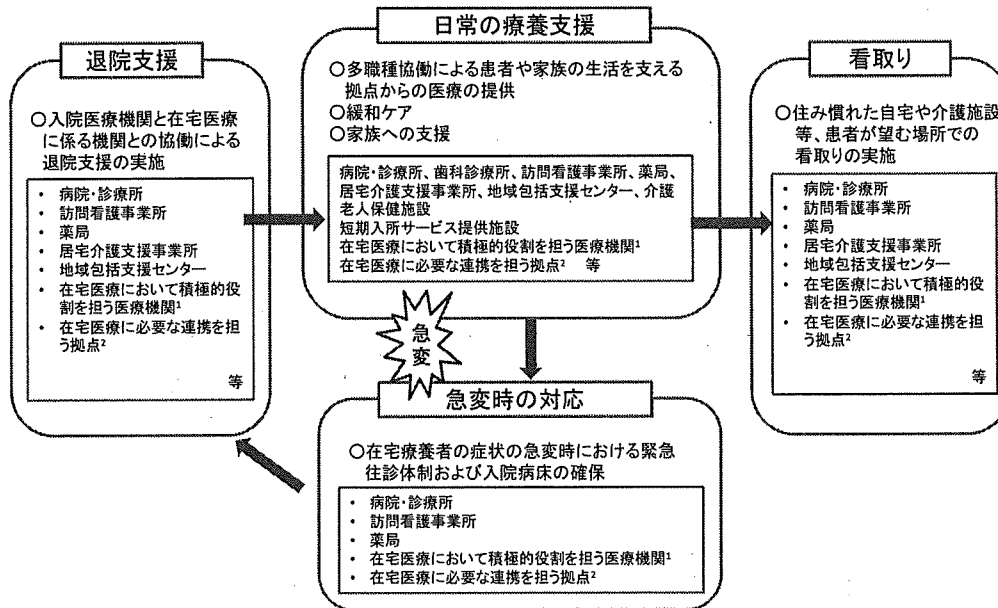 退院支援
○入院医療機関と在宅医療
に係る機関との協働による
退院支援の実施
・ 病院・診療所
・ 訪問看護事業所
・ 薬局
・ 居宅介護支援事業所
・ 地域包括支援センター
・ 在宅医療において積極的役
割を担う医療機関¹
・ 在宅医療に必要な連携を担
う拠点²
等
日常の療養支援
○多職種協働による患者や家族の生活を支える
拠点からの医療の提供
○緩和ケア
○家族への支援
病院・診療所、歯科診療所、訪問看護事業所、薬局、
居宅介護支援事業所、地域包括支援センター、介護
老人保健施設
短期入所サービス提供施設
在宅医療において積極的役割を担う医療機関¹
在宅医療に必要な連携を担う拠点² 等
急変
急変時の対応
○在宅療養者の症状の急変時における緊急
往診体制および入院病床の確保
・ 病院・診療所
・ 訪問看護事業所
・ 薬局
・ 在宅医療において積極的役割を担う医療機関¹
・ 在宅医療に必要な連携を担う拠点²
看取り
○住み慣れた自宅や介護施設
等、患者が望む場所での
看取りの実施
・ 病院・診療所
・ 訪問看護事業所
・ 薬局
・ 居宅介護支援事業所
・ 地域包括支援センター
・ 在宅医療において積極的役
割を担う医療機関¹
・ 在宅医療に必要な連携を担
う拠点²
等